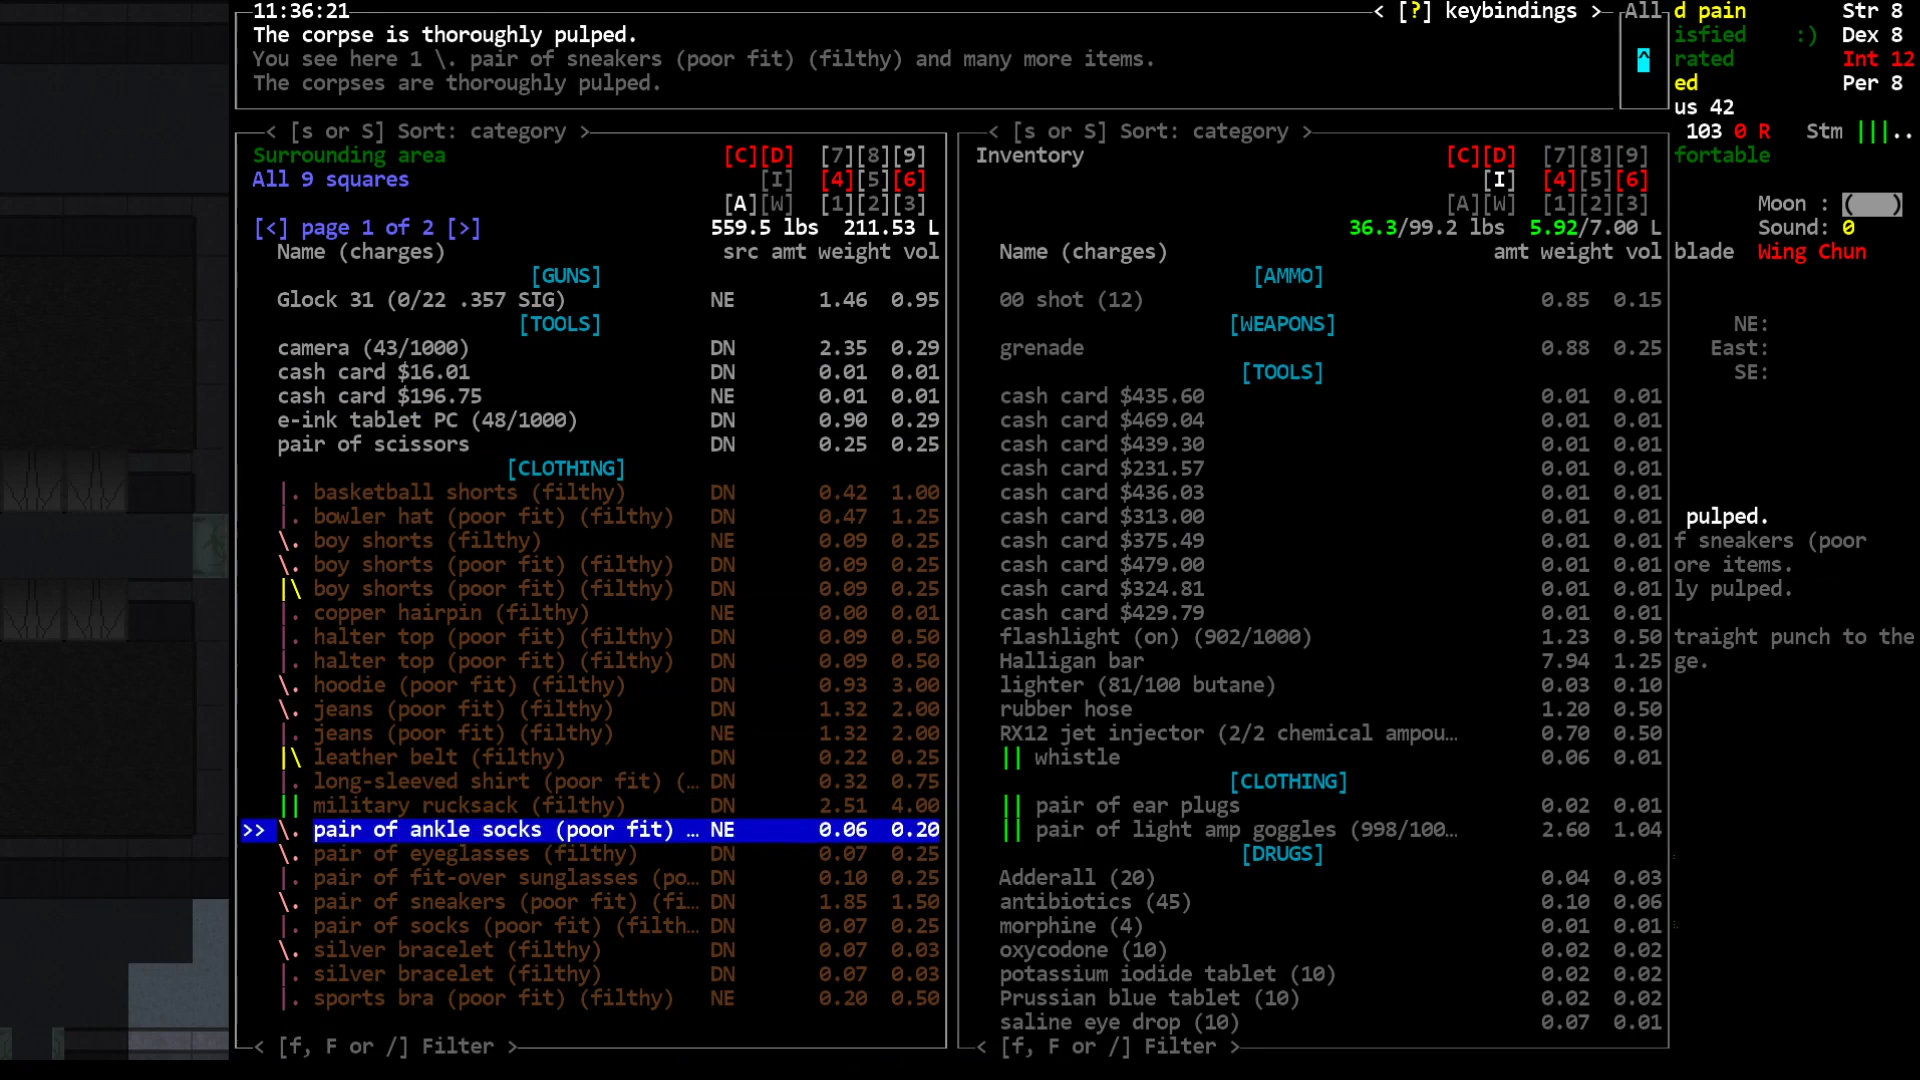 11:36:21
< [?] keybindings >
The corpse is thoroughly pulped.
You see here 1 \. pair of sneakers (poor fit) (filthy) and many more items.
The corpses are thoroughly pulped.
All
^
d pain Str 8
isfied :) Dex 8
rated Int 12
ed Per 8
us 42
103 0 R Stm |||..
fortable
Moon : ( )
Sound: 0
blade Wing Chun
NE:
East:
SE:
pulped.
f sneakers (poor
ore items.
ly pulped.
traight punch to the
ge.
< [s or S] Sort: category >
Surrounding area [C][D] [7][8][9]
All 9 squares [I] [4][5][6]
[A][W] [1][2][3]
[<] page 1 of 2 [>] 559.5 lbs 211.53 L
Name (charges) src amt weight vol
[GUNS]
Glock 31 (0/22 .357 SIG) NE 1.46 0.95
[TOOLS]
camera (43/1000) DN 2.35 0.29
cash card $16.01 DN 0.01 0.01
cash card $196.75 NE 0.01 0.01
e-ink tablet PC (48/1000) DN 0.90 0.29
pair of scissors DN 0.25 0.25
[CLOTHING]
|. basketball shorts (filthy) DN 0.42 1.00
|. bowler hat (poor fit) (filthy) DN 0.47 1.25
\. boy shorts (filthy) NE 0.09 0.25
\. boy shorts (poor fit) (filthy) DN 0.09 0.25
|\ boy shorts (poor fit) (filthy) DN 0.09 0.25
|. copper hairpin (filthy) NE 0.00 0.01
|. halter top (poor fit) (filthy) DN 0.09 0.50
|. halter top (poor fit) (filthy) DN 0.09 0.50
\. hoodie (poor fit) (filthy) DN 0.93 3.00
\. jeans (poor fit) (filthy) DN 1.32 2.00
|. jeans (poor fit) (filthy) NE 1.32 2.00
|\ leather belt (filthy) DN 0.22 0.25
|. long-sleeved shirt (poor fit) (… DN 0.32 0.75
|| military rucksack (filthy) DN 2.51 4.00
>> \. pair of ankle socks (poor fit) … NE 0.06 0.20
\. pair of eyeglasses (filthy) DN 0.07 0.25
|. pair of fit-over sunglasses (po… DN 0.10 0.25
\. pair of sneakers (poor fit) (fi… DN 1.85 1.50
|. pair of socks (poor fit) (filth… DN 0.07 0.25
\. silver bracelet (filthy) DN 0.07 0.03
|. silver bracelet (filthy) DN 0.07 0.03
|. sports bra (poor fit) (filthy) NE 0.20 0.50
< [f, F or /] Filter >
< [s or S] Sort: category >
Inventory [C][D] [7][8][9]
[I] [4][5][6]
[A][W] [1][2][3]
36.3/99.2 lbs 5.92/7.00 L
Name (charges) amt weight vol
[AMMO]
00 shot (12) 0.85 0.15
[WEAPONS]
grenade 0.88 0.25
[TOOLS]
cash card $435.60 0.01 0.01
cash card $469.04 0.01 0.01
cash card $439.30 0.01 0.01
cash card $231.57 0.01 0.01
cash card $436.03 0.01 0.01
cash card $313.00 0.01 0.01
cash card $375.49 0.01 0.01
cash card $479.00 0.01 0.01
cash card $324.81 0.01 0.01
cash card $429.79 0.01 0.01
flashlight (on) (902/1000) 1.23 0.50
Halligan bar 7.94 1.25
lighter (81/100 butane) 0.03 0.10
rubber hose 1.20 0.50
RX12 jet injector (2/2 chemical ampou… 0.70 0.50
|| whistle 0.06 0.01
[CLOTHING]
|| pair of ear plugs 0.02 0.01
|| pair of light amp goggles (998/100… 2.60 1.04
[DRUGS]
Adderall (20) 0.04 0.03
antibiotics (45) 0.10 0.06
morphine (4) 0.01 0.01
oxycodone (10) 0.02 0.02
potassium iodide tablet (10) 0.02 0.02
Prussian blue tablet (10) 0.02 0.02
saline eye drop (10) 0.07 0.01
< [f, F or /] Filter >